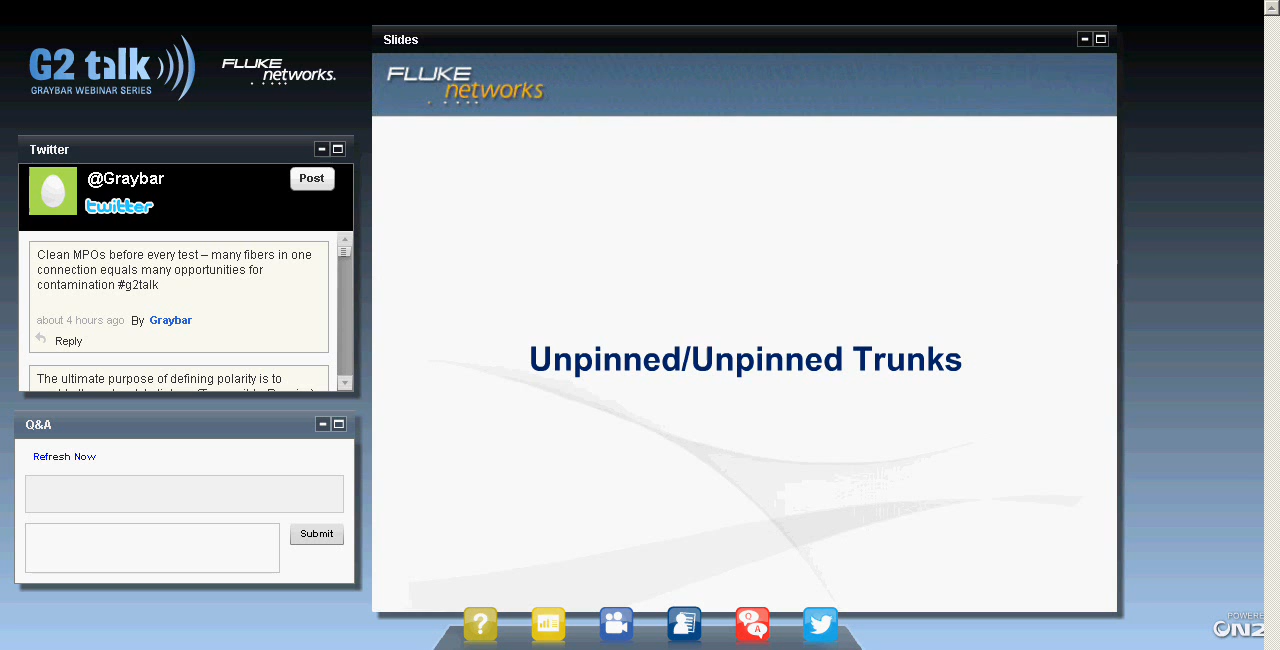 G2 talk
GRAYBAR WEBINAR SERIES
FLUKE
networks.
Slides
FLUKE
networks
Twitter
@Graybar
Post
twitter
Clean MPOs before every test – many fibers in one
connection equals many opportunities for
contamination #g2talk
about 4 hours ago By Graybar
Reply
The ultimate purpose of defining polarity is to
Unpinned/Unpinned Trunks
Q&A
Refresh Now
Submit
?
Q
A
POWERE
ON2